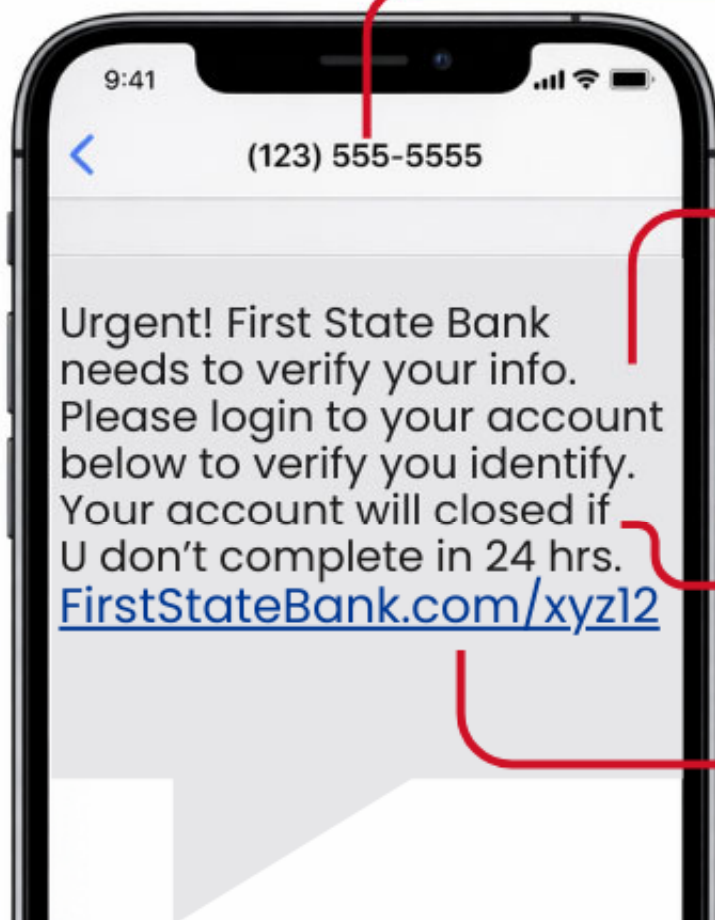 9:41
(123) 555-5555
Urgent! First State Bank
needs to verify your info.
Please login to your account
below to verify you identify.
Your account will closed if
U don't complete in 24 hrs.
FirstStateBank.com/xyz12